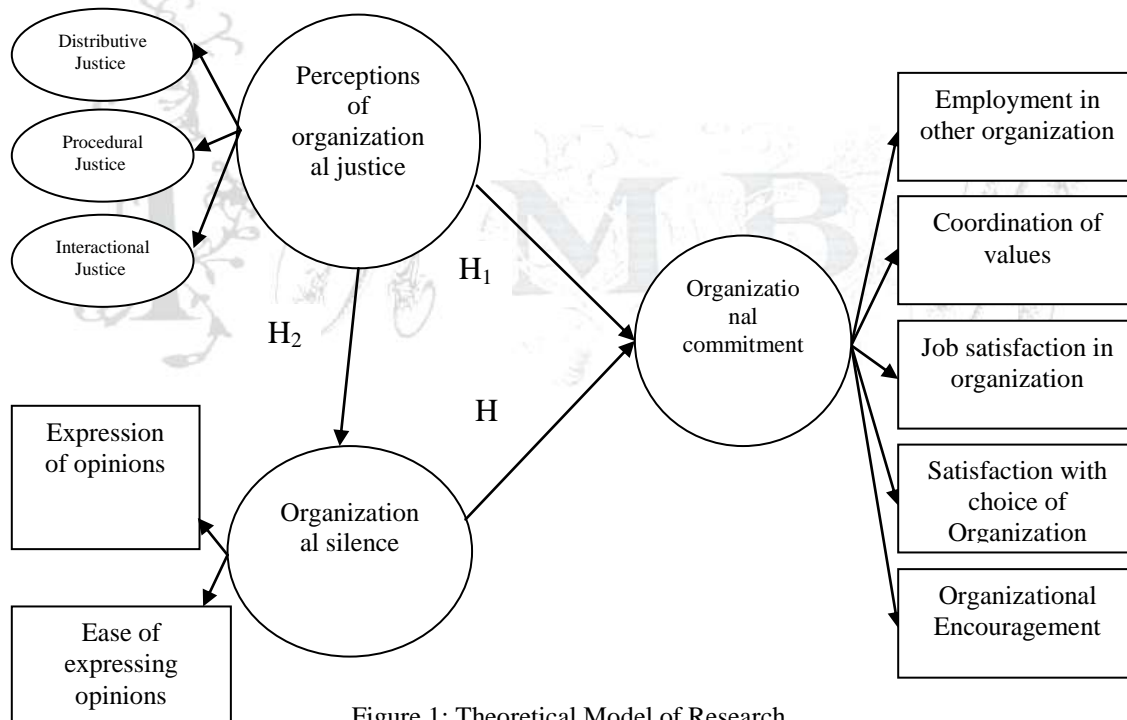 Distributive
Justice
Procedural
Justice
Interactional
Justice
Perceptions
of
organization
al justice
H₁
H₂
H
Expression
of opinions
Ease of
expressing
opinions
Organization
al silence
Organizatio
nal
commitment
Employment in
other organization
Coordination of
values
Job satisfaction in
organization
Satisfaction with
choice of
Organization
Organizational
Encouragement
Figure 1: Theoretical Model of Research
M B